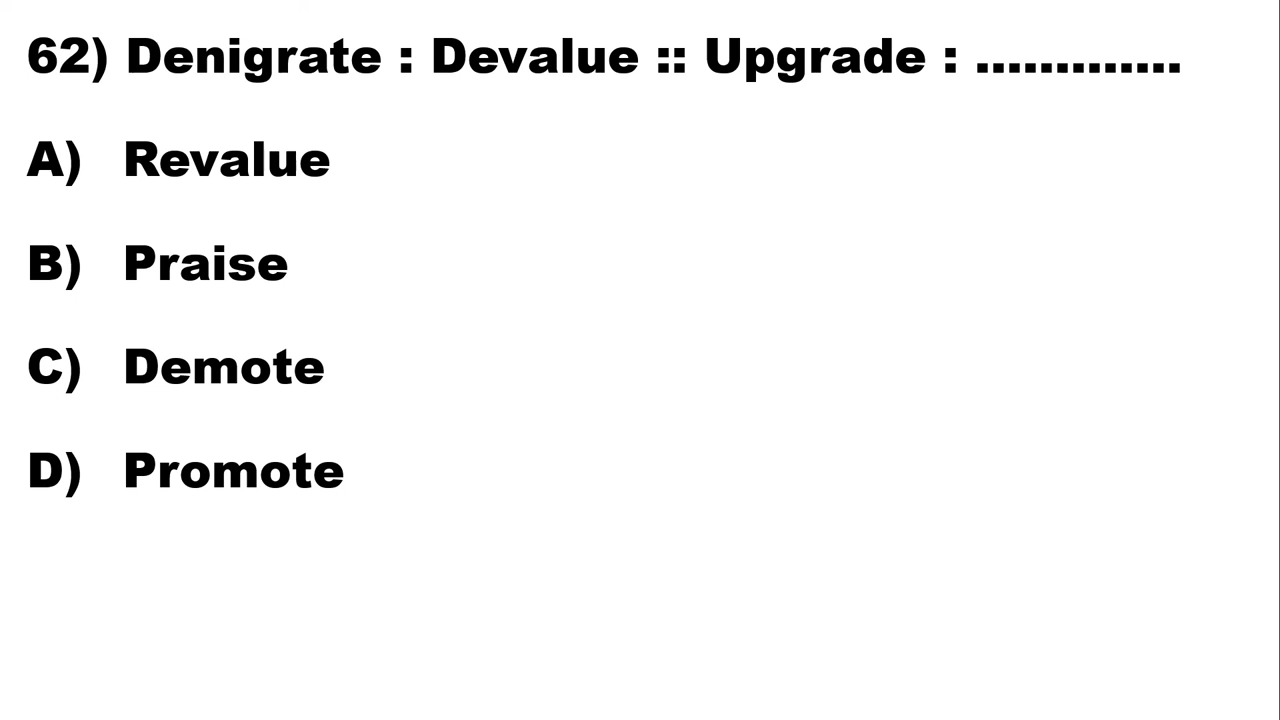 62) Denigrate : Devalue :: Upgrade : .............
A) Revalue
B) Praise
C) Demote
D) Promote